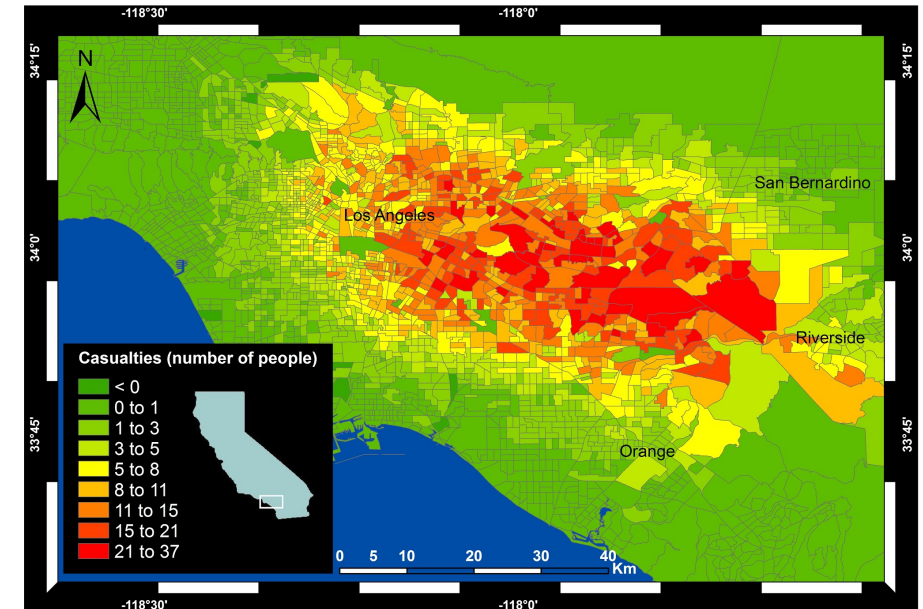 -118°30' -118°0'
34°15' 34°15'
N
San Bernardino
Los Angeles
34°0' 34°0'
Riverside
Casualties (number of people)
< 0
0 to 1
1 to 3
3 to 5
5 to 8
8 to 11
11 to 15
15 to 21
21 to 37
33°45' 33°45'
Orange
0 5 10 20 30 40
Km
-118°30' -118°0'